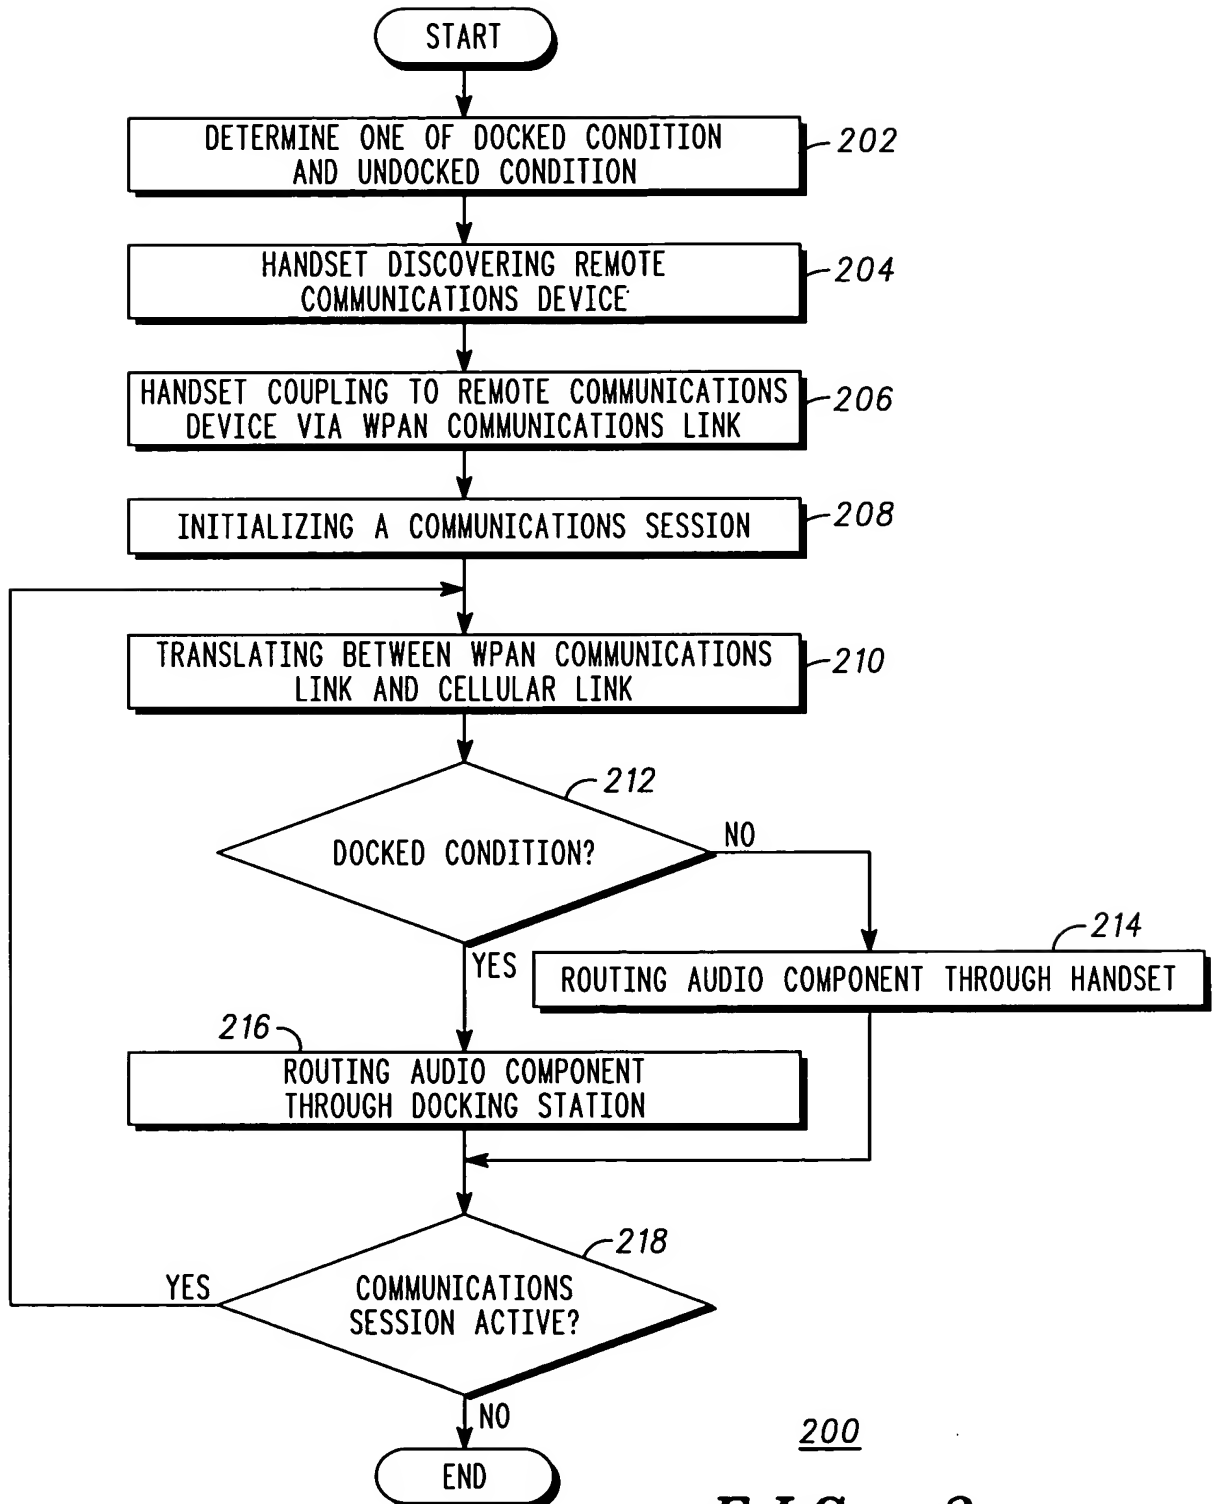 START
DETERMINE ONE OF DOCKED CONDITION
AND UNDOCKED CONDITION
202
HANDSET DISCOVERING REMOTE
COMMUNICATIONS DEVICE
204
HANDSET COUPLING TO REMOTE COMMUNICATIONS
DEVICE VIA WPAN COMMUNICATIONS LINK
206
INITIALIZING A COMMUNICATIONS SESSION
208
TRANSLATING BETWEEN WPAN COMMUNICATIONS
LINK AND CELLULAR LINK
210
212
DOCKED CONDITION?
NO
YES
214
ROUTING AUDIO COMPONENT THROUGH HANDSET
216
ROUTING AUDIO COMPONENT
THROUGH DOCKING STATION
218
COMMUNICATIONS
SESSION ACTIVE?
YES
NO
END
200